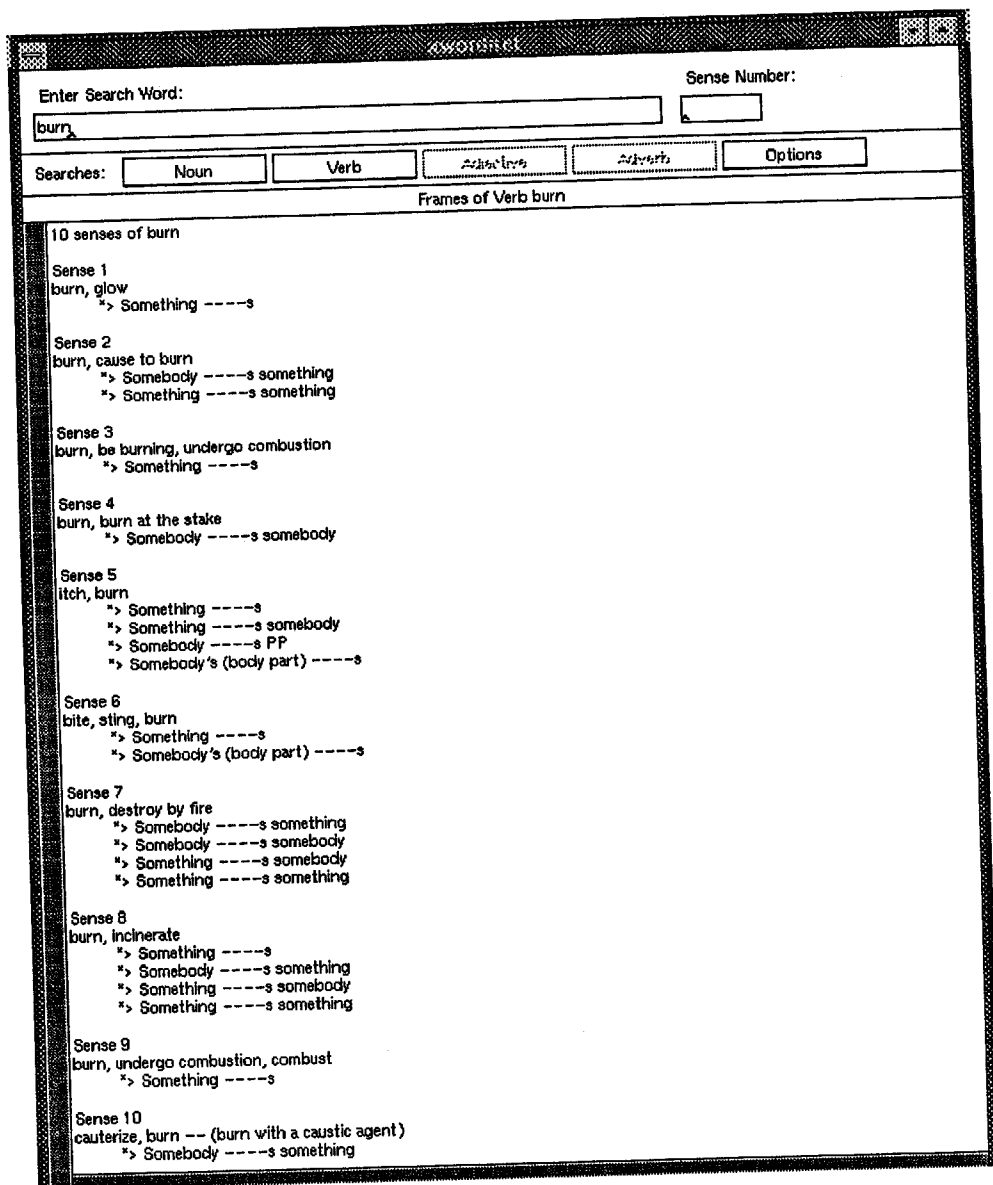 xwordnet
Enter Search Word:
Sense Number:
burn
Searches:
Noun
Verb
Adjective
Adverb
Options
Frames of Verb burn
10 senses of burn
Sense 1
burn, glow
*> Something ----s
Sense 2
burn, cause to burn
*> Somebody ----s something
*> Something ----s something
Sense 3
burn, be burning, undergo combustion
*> Something ----s
Sense 4
burn, burn at the stake
*> Somebody ----s somebody
Sense 5
itch, burn
*> Something ----s
*> Something ----s somebody
*> Somebody ----s PP
*> Somebody's (body part) ----s
Sense 6
bite, sting, burn
*> Something ----s
*> Somebody's (body part) ----s
Sense 7
burn, destroy by fire
*> Somebody ----s something
*> Somebody ----s somebody
*> Something ----s somebody
*> Something ----s something
Sense 8
burn, incinerate
*> Something ----s
*> Somebody ----s something
*> Something ----s somebody
*> Something ----s something
Sense 9
burn, undergo combustion, combust
*> Something ----s
Sense 10
cauterize, burn -- (burn with a caustic agent)
*> Somebody ----s something